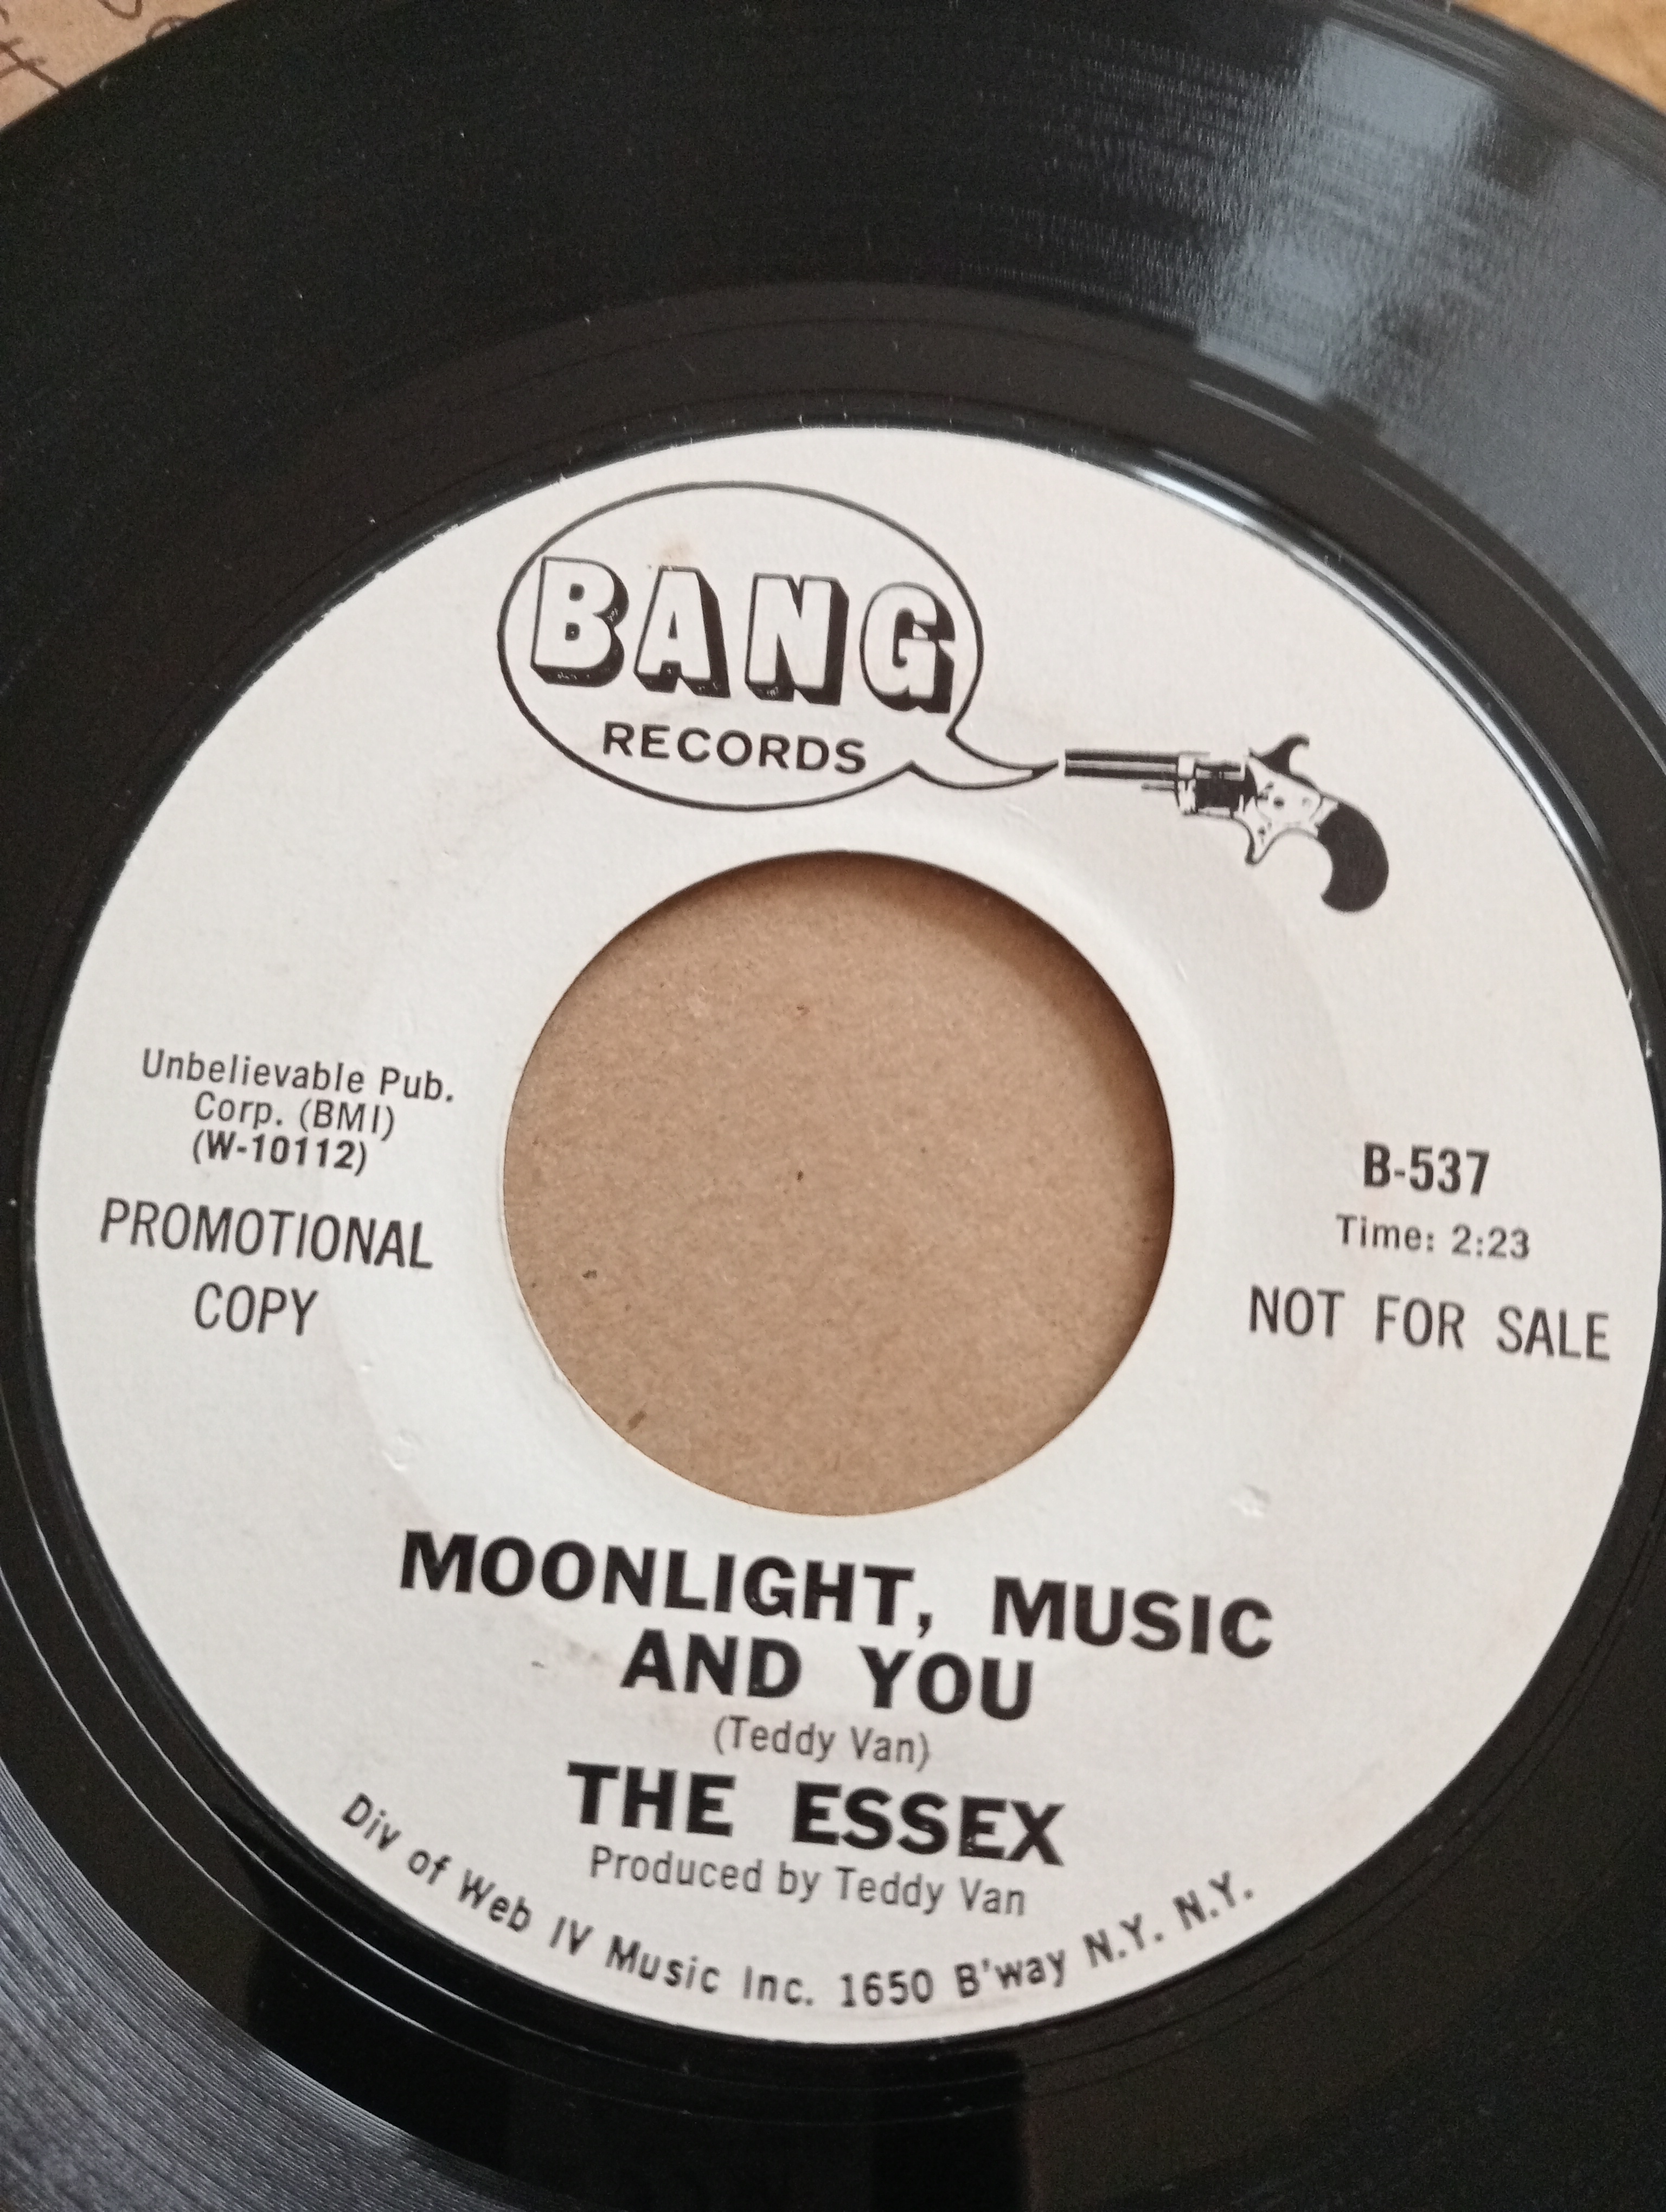 BANG
RECORDS
Unbelievable Pub.
Corp. (BMI)
(W-10112)
PROMOTIONAL
COPY
B-537
Time: 2:23
NOT FOR SALE
MOONLIGHT, MUSIC
AND YOU
(Teddy Van)
THE ESSEX
Produced by Teddy Van
Div of Web IV Music Inc. 1650 B'way N.Y. N.Y.